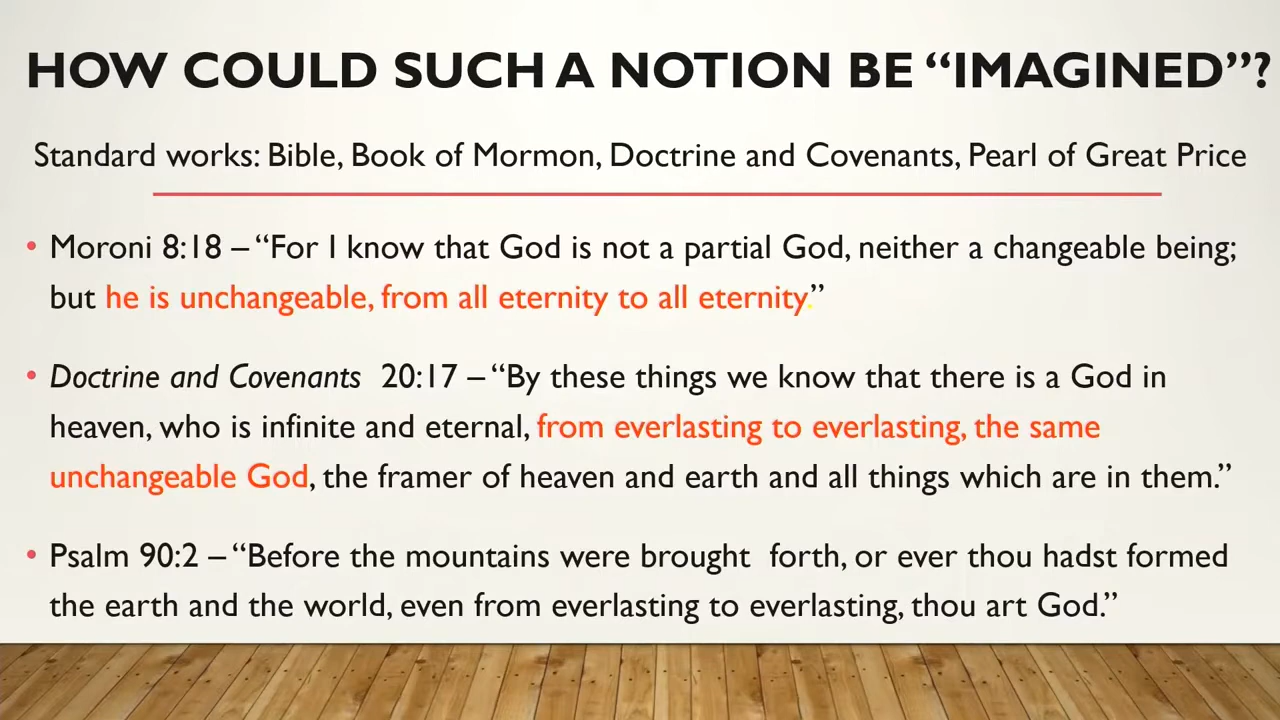 HOW COULD SUCH A NOTION BE “IMAGINED”?
Standard works: Bible, Book of Mormon, Doctrine and Covenants, Pearl of Great Price
• Moroni 8:18 – “For I know that God is not a partial God, neither a changeable being;
but he is unchangeable, from all eternity to all eternity.”
• Doctrine and Covenants 20:17 – “By these things we know that there is a God in
heaven, who is infinite and eternal, from everlasting to everlasting, the same
unchangeable God, the framer of heaven and earth and all things which are in them.”
• Psalm 90:2 – “Before the mountains were brought forth, or ever thou hadst formed
the earth and the world, even from everlasting to everlasting, thou art God.”